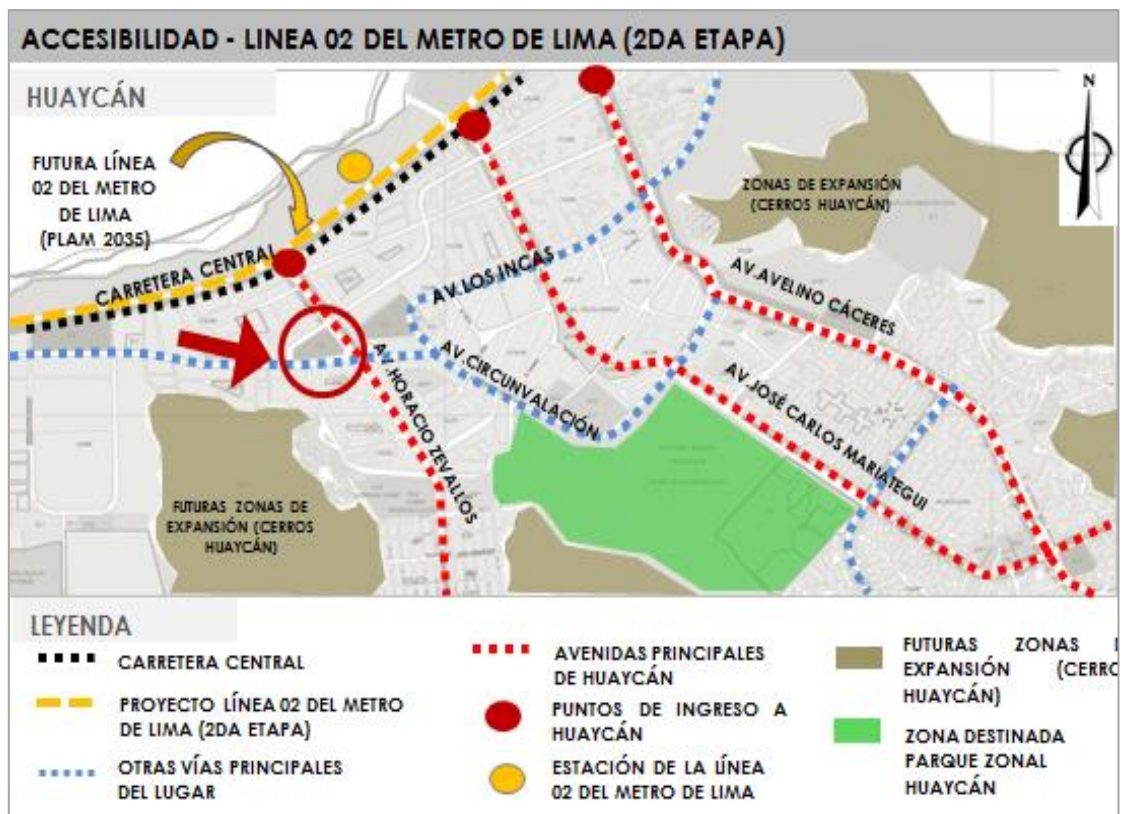 ACCESIBILIDAD - LINEA 02 DEL METRO DE LIMA (2DA ETAPA)
HUAYCÁN
N
FUTURA LÍNEA
02 DEL METRO
DE LIMA
(PLAM 2035)
ZONAS DE EXPANSIÓN
(CERROS HUAYCÁN)
CARRETERA CENTRAL
AV.LOS INCAS
AV.AVELINO CÁCERES
AV.CIRCUNVALACIÓN
AV.HORACIO ZEVALLOS
AV.JOSÉ CARLOS MARIATEGUI
FUTURAS ZONAS DE
EXPANSIÓN (CERROS
HUAYCÁN)
LEYENDA
CARRETERA CENTRAL
PROYECTO LÍNEA 02 DEL METRO
DE LIMA (2DA ETAPA)
OTRAS VÍAS PRINCIPALES
DEL LUGAR
AVENIDAS PRINCIPALES
DE HUAYCÁN
PUNTOS DE INGRESO A
HUAYCÁN
ESTACIÓN DE LA LÍNEA
02 DEL METRO DE LIMA
FUTURAS ZONAS
EXPANSIÓN (CERRO
HUAYCÁN)
ZONA DESTINADA
PARQUE ZONAL
HUAYCÁN